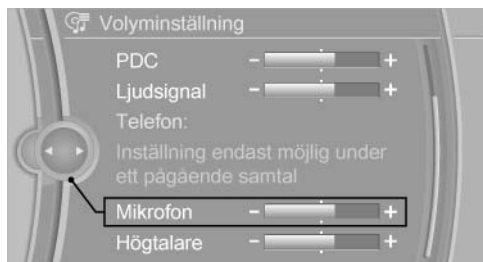 Volyminställning
PDC - +
Ljudsignal - +
Telefon:
Inställning endast möjlig under
ett pågående samtal
Mikrofon - +
Högtalare - +